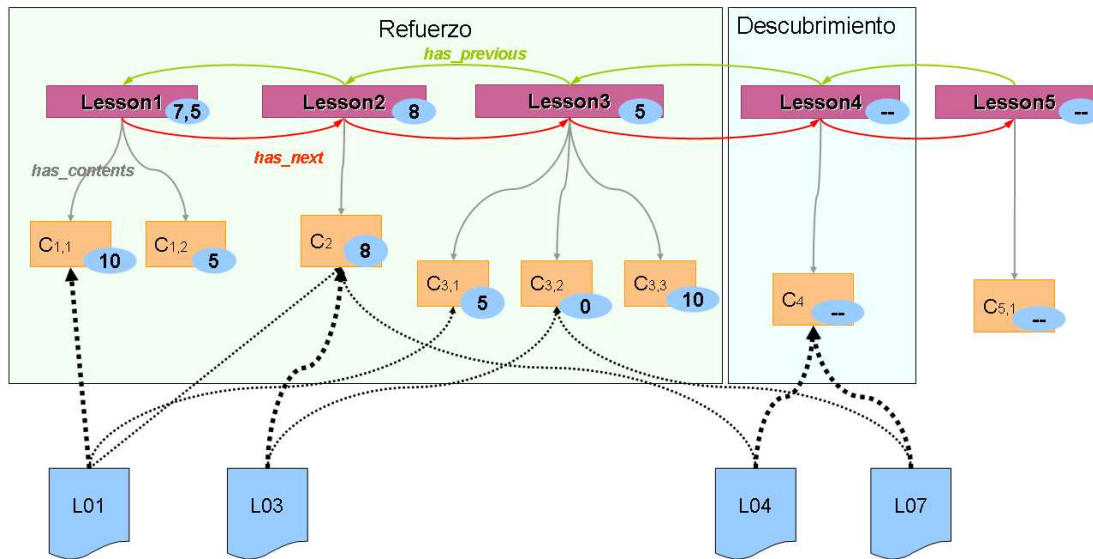 Refuerzo
Descubrimiento
has_previous
Lesson1
7,5
Lesson2
8
Lesson3
5
Lesson4
--
Lesson5
--
has_next
has_contents
C1,1
10
C1,2
5
C2
8
C3,1
5
C3,2
0
C3,3
10
C4
--
C5,1
--
L01
L03
L04
L07